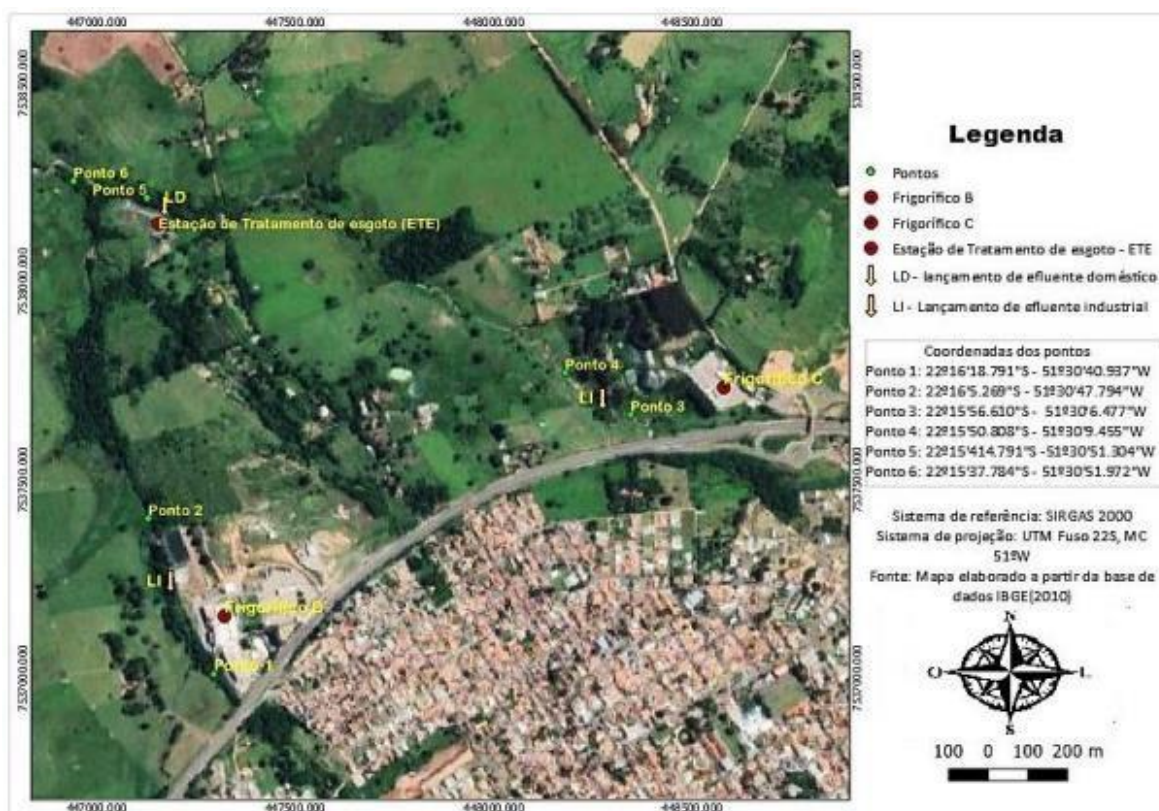 447000.000 447500.000 448000.000 448500.000
7538500.000
538500.000
7538000.000
7538000.000
7537500.000
7537500.000
7537000.000
7537000.000
Ponto 6
Ponto 5
LD
Estação de Tratamento de esgoto (ETE)
Ponto 4
Frigorífico C
LI
Ponto 3
Ponto 2
LI
Frigorífico B
Ponto 1
447000.000 447500.000 448000.000 448500.000
Legenda
Pontos
Frigorífico B
Frigorífico C
Estação de Tratamento de esgoto - ETE
LD - lançamento de efluente doméstico
LI - Lançamento de efluente industrial
Coordenadas dos pontos
Ponto 1: 22º16'18.791"S - 51º30'40.937"W
Ponto 2: 22º16'5.269"S - 51º30'47.794"W
Ponto 3: 22º15'56.610"S - 51º30'6.477"W
Ponto 4: 22º15'50.808"S - 51º30'9.455"W
Ponto 5: 22º15'414.791"S -51º30'51.304"W
Ponto 6: 22º15'37.784"S - 51º30'51.972"W
Sistema de referência: SIRGAS 2000
Sistema de projeção: UTM Fuso 22S, MC
51ºW
Fonte: Mapa elaborado a partir da base de
dados IBGE(2010)
N
O L
S
100 0 100 200 m